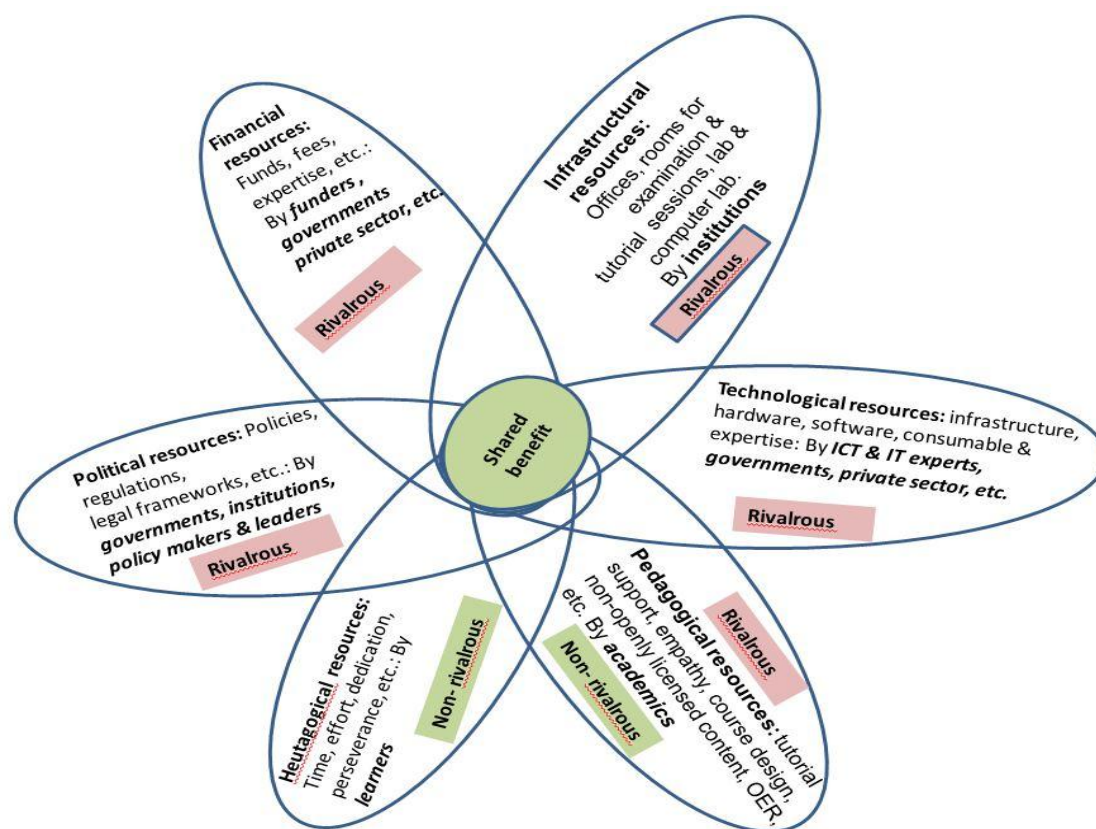 Financial
resources:
Funds, fees,
expertise, etc.:
By funders ,
governments
private sector, etc.
Rivalrous
Infrastructural
resources:
Offices, rooms for
examination &
tutorial sessions, lab &
computer lab.
By institutions
Rivalrous
Technological resources: infrastructure,
hardware, software, consumable &
expertise: By ICT & IT experts,
governments, private sector, etc.
Rivalrous
Shared
benefit
Political resources: Policies,
regulations,
legal frameworks, etc.: By
governments, institutions,
policy makers & leaders
Rivalrous
Heutagogical resources:
Time, effort, dedication,
perseverance, etc.: By
learners
Non- rivalrous
Pedagogical resources: tutorial
support, empathy, course design,
non-openly licensed content, OER,
etc. By academics
Rivalrous
Non- rivalrous